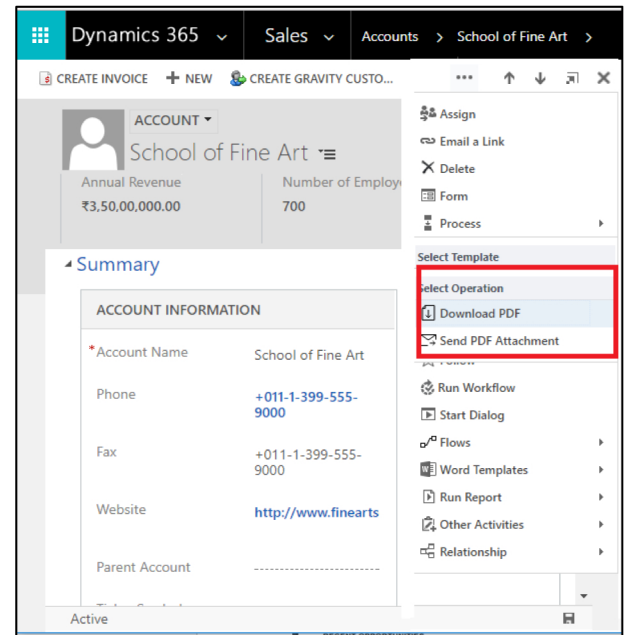 Dynamics 365 Sales Accounts > School of Fine Art >
CREATE INVOICE + NEW CREATE GRAVITY CUSTO... ...
ACCOUNT
School of Fine Art
Annual Revenue Number of Employ
₹3,50,00,000.00 700
Summary
ACCOUNT INFORMATION
*Account Name School of Fine Art
Phone +011-1-399-555-
9000
Fax +011-1-399-555-
9000
Website http://www.finearts
Parent Account
Active
Assign
Email a Link
Delete
Form
Process
Select Template
Select Operation
Download PDF
Send PDF Attachment
Follow
Run Workflow
Start Dialog
Flows
Word Templates
Run Report
Other Activities
Relationship